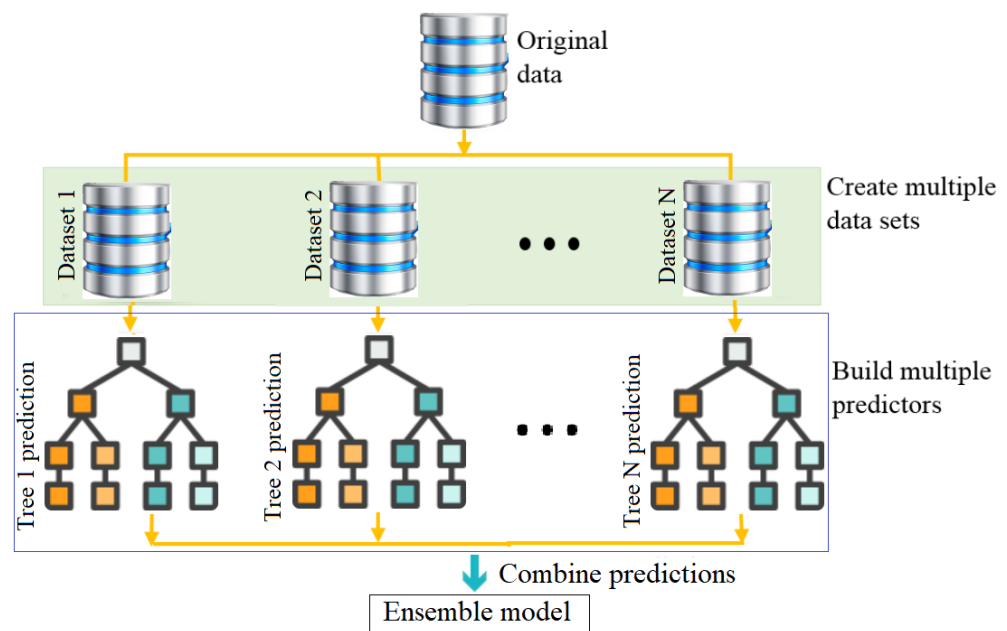 Original
data
Dataset 1
Dataset 2
Dataset N
Create multiple
data sets
Tree 1 prediction
Tree 2 prediction
Tree N prediction
Build multiple
predictors
Combine predictions
Ensemble model